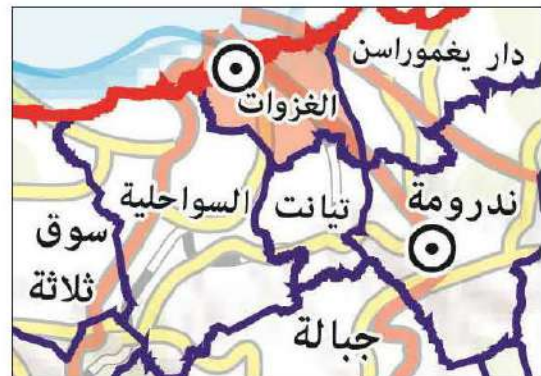 دار يغموراسن
الغزوات
السواحلية
تيانت
ندرومة
سوق
ثلاثة
جبالة